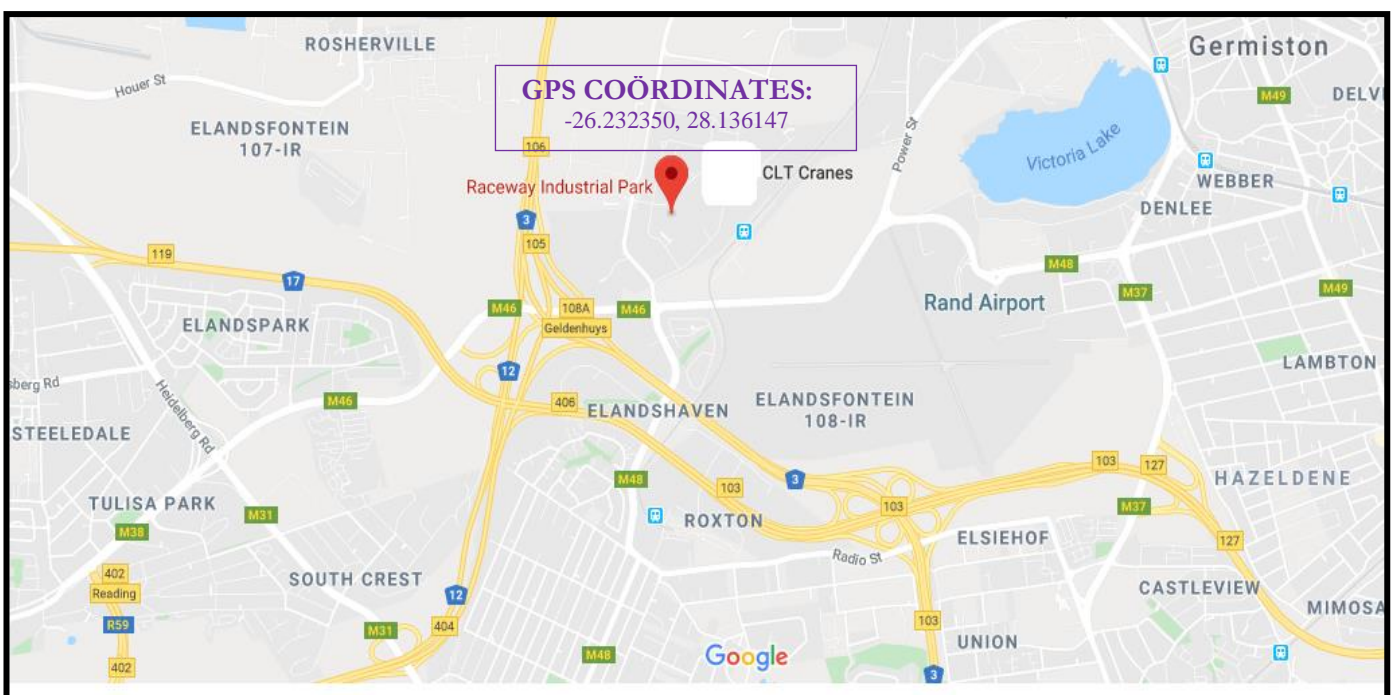 ROSHERVILLE
Germiston
Houer St
GPS COÖRDINATES:
-26.232350, 28.136147
M49
DELVI
ELANDSFONTEIN
107-IR
106
Power St
Victoria Lake
Raceway Industrial Park
CLT Cranes
WEBBER
DENLEE
3
105
119
17
M48
M46
108A
M46
Rand Airport
M37
M49
Geldenhuys
ELANDSPARK
LAMBTON
12
sberg Rd
Heidelberg Rd
M46
406
ELANDSHAVEN
ELANDSFONTEIN
108-IR
STEELEDALE
103
127
M48
3
103
HAZELDENE
TULISA PARK
M31
103
M37
M38
ROXTON
ELSIEHOF
127
Radio St
402
Reading
SOUTH CREST
12
CASTLEVIEW
MIMOSA
R59
M31
404
103
UNION
402
M48
Google
3